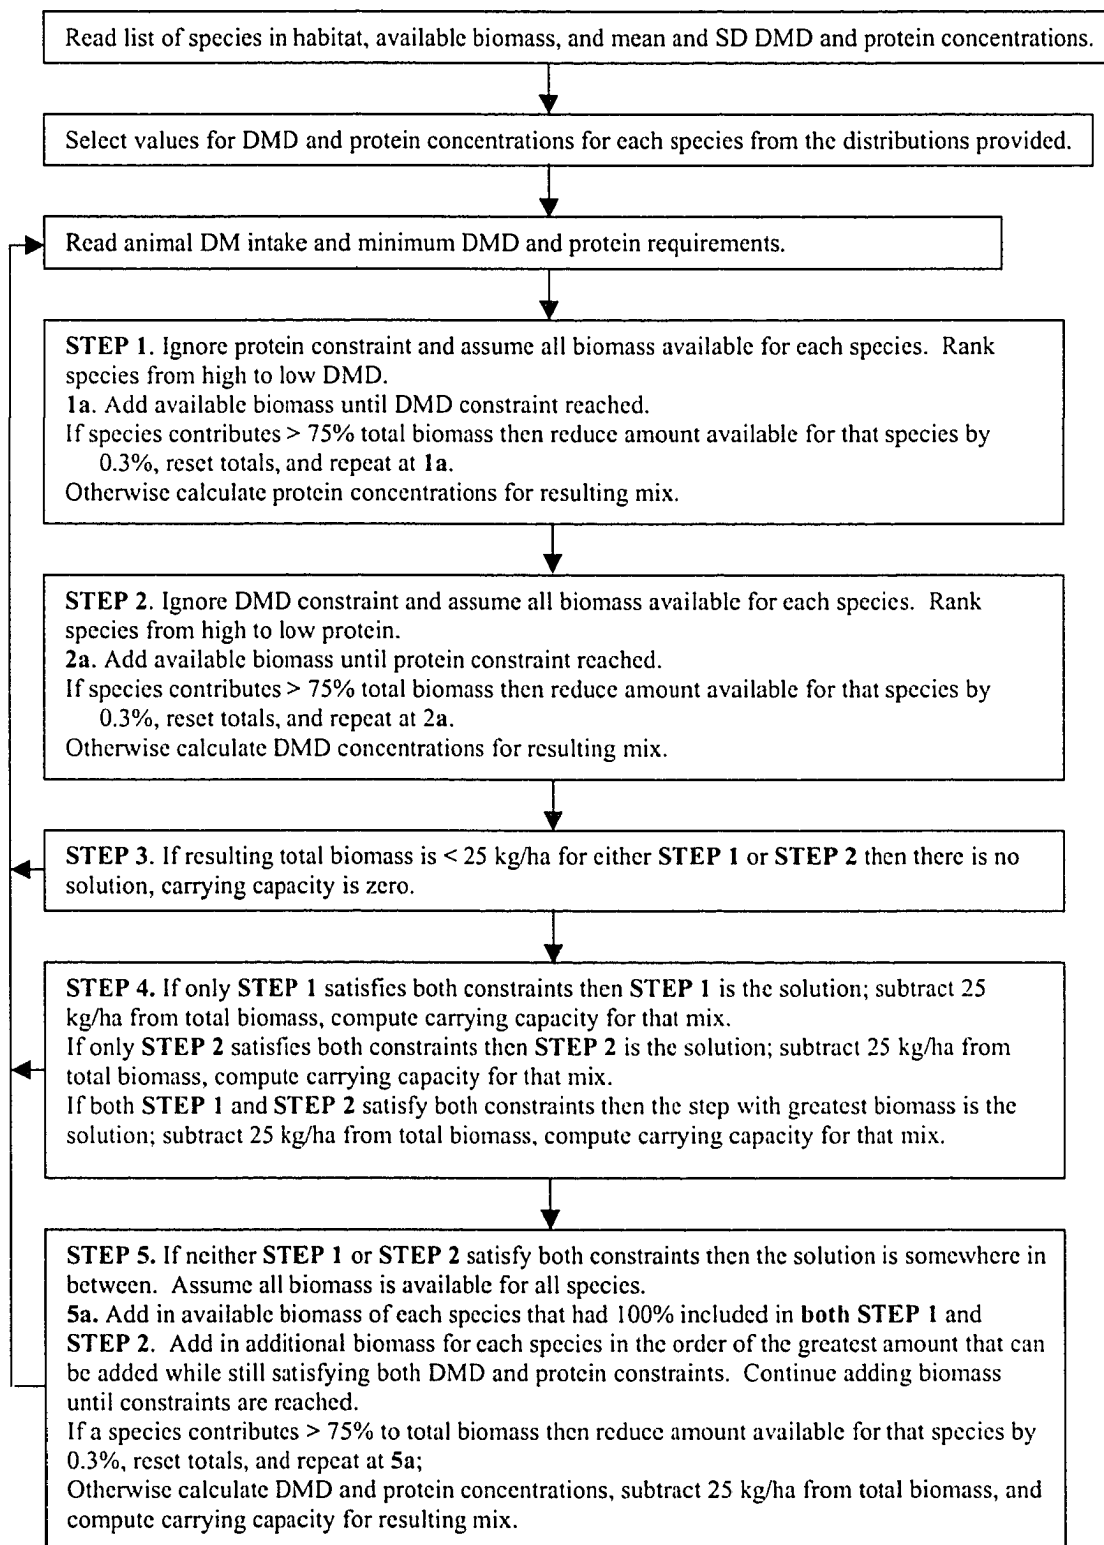 Read list of species in habitat, available biomass, and mean and SD DMD and protein concentrations.
Select values for DMD and protein concentrations for each species from the distributions provided.
Read animal DM intake and minimum DMD and protein requirements.
STEP 1. Ignore protein constraint and assume all biomass available for each species. Rank
species from high to low DMD.
1a. Add available biomass until DMD constraint reached.
If species contributes > 75% total biomass then reduce amount available for that species by
0.3%, reset totals, and repeat at 1a.
Otherwise calculate protein concentrations for resulting mix.
STEP 2. Ignore DMD constraint and assume all biomass available for each species. Rank
species from high to low protein.
2a. Add available biomass until protein constraint reached.
If species contributes > 75% total biomass then reduce amount available for that species by
0.3%, reset totals, and repeat at 2a.
Otherwise calculate DMD concentrations for resulting mix.
STEP 3. If resulting total biomass is < 25 kg/ha for either STEP 1 or STEP 2 then there is no
solution, carrying capacity is zero.
STEP 4. If only STEP 1 satisfies both constraints then STEP 1 is the solution; subtract 25
kg/ha from total biomass, compute carrying capacity for that mix.
If only STEP 2 satisfies both constraints then STEP 2 is the solution; subtract 25 kg/ha from
total biomass, compute carrying capacity for that mix.
If both STEP 1 and STEP 2 satisfy both constraints then the step with greatest biomass is the
solution; subtract 25 kg/ha from total biomass, compute carrying capacity for that mix.
STEP 5. If neither STEP 1 or STEP 2 satisfy both constraints then the solution is somewhere in
between. Assume all biomass is available for all species.
5a. Add in available biomass of each species that had 100% included in both STEP 1 and
STEP 2. Add in additional biomass for each species in the order of the greatest amount that can
be added while still satisfying both DMD and protein constraints. Continue adding biomass
until constraints are reached.
If a species contributes > 75% to total biomass then reduce amount available for that species by
0.3%, reset totals, and repeat at 5a;
Otherwise calculate DMD and protein concentrations, subtract 25 kg/ha from total biomass, and
compute carrying capacity for resulting mix.